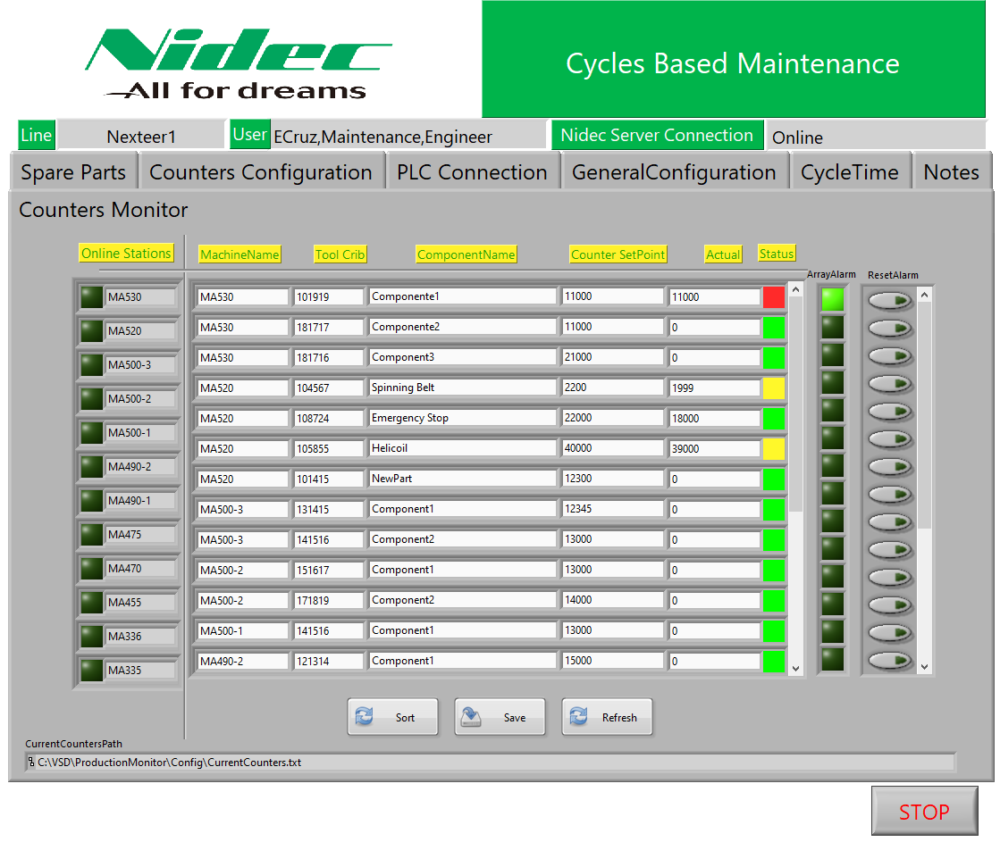 Nidec
All for dreams
Cycles Based Maintenance
Line Nexteer1 User ECruz,Maintenance,Engineer Nidec Server Connection Online
Spare Parts Counters Configuration PLC Connection GeneralConfiguration CycleTime Notes
Counters Monitor
Online Stations MachineName Tool Crib ComponentName Counter SetPoint Actual Status
ArrayAlarm ResetAlarm
MA530 MA530 101919 Componente1 11000 11000
MA520 MA530 181717 Componente2 11000 0
MA500-3 MA530 181716 Component3 21000 0
MA500-2 MA520 104567 Spinning Belt 2200 1999
MA500-1 MA520 108724 Emergency Stop 22000 18000
MA490-2 MA520 105855 Helicoil 40000 39000
MA490-1 MA520 101415 NewPart 12300 0
MA475 MA500-3 131415 Component1 12345 0
MA470 MA500-3 141516 Component2 13000 0
MA455 MA500-2 151617 Component1 13000 0
MA336 MA500-2 171819 Component2 14000 0
MA335 MA500-1 141516 Component1 13000 0
MA490-2 121314 Component1 15000 0
Sort Save Refresh
CurrentCountersPath
C:\VSD\ProductionMonitor\Config\CurrentCounters.txt
STOP